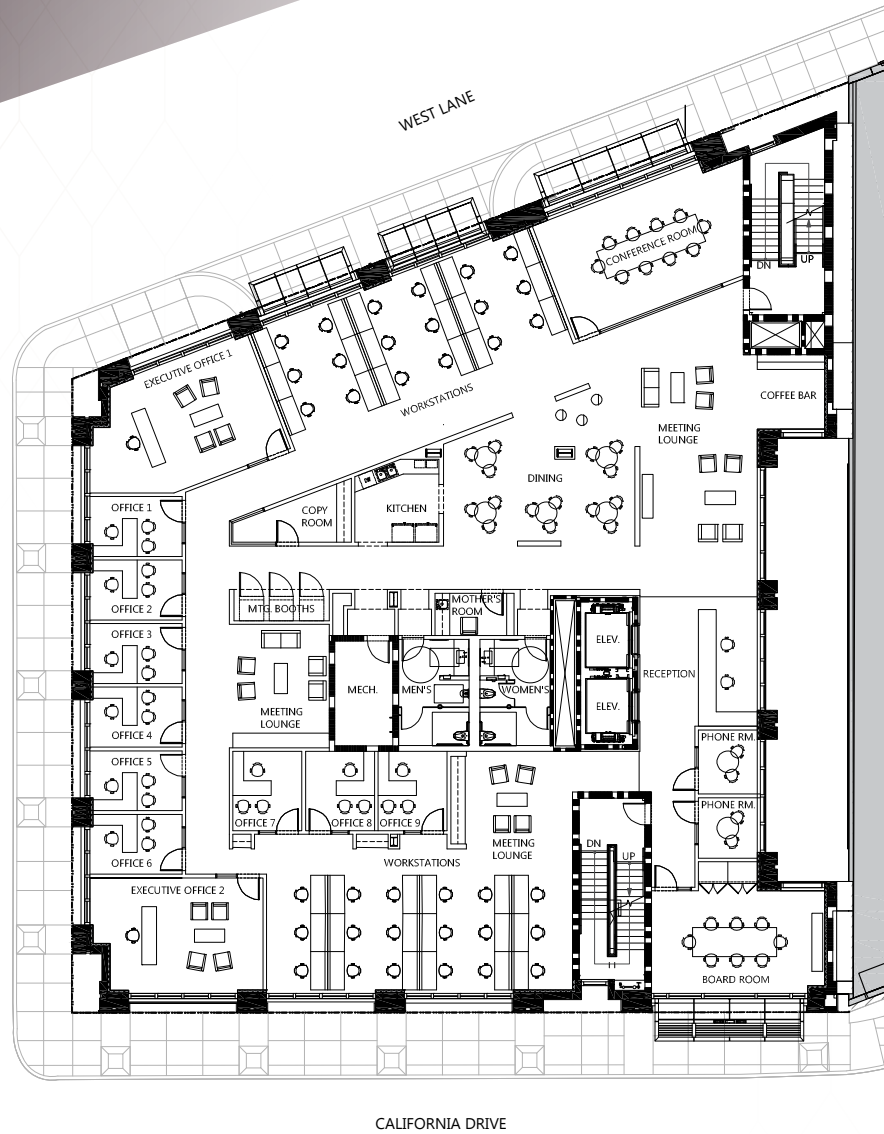 WEST LANE
CONFERENCE ROOM
DN
UP
EXECUTIVE OFFICE 1
WORKSTATIONS
COFFEE BAR
MEETING
LOUNGE
DINING
OFFICE 1
COPY
ROOM
KITCHEN
DW
OFFICE 2
MTG. BOOTHS
MOTHER'S
ROOM
OFFICE 3
ELEV.
MECH.
MEN'S
WOMEN'S
RECEPTION
ELEV.
MEETING
LOUNGE
OFFICE 4
PHONE RM.
OFFICE 5
OFFICE 7
OFFICE 8
OFFICE 9
PHONE RM.
MEETING
LOUNGE
DN
UP
OFFICE 6
WORKSTATIONS
EXECUTIVE OFFICE 2
BOARD ROOM
CALIFORNIA DRIVE